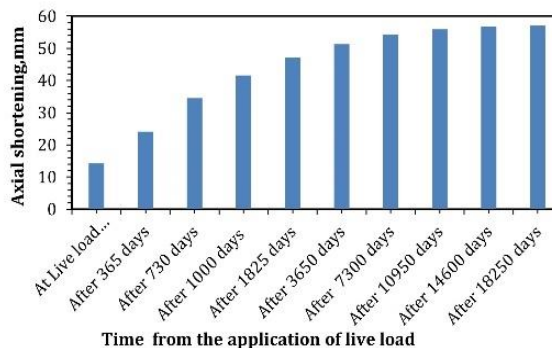 Axial shortening,mm
60
50
40
30
20
10
0
At Live load...
After 365 days
After 730 days
After 1000 days
After 1825 days
After 3650 days
After 7300 days
After 10950 days
After 14600 days
After 18250 days
Time from the application of live load